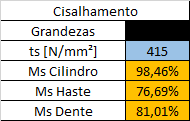 Cisalhamento
Grandezas
ts [N/mm²] 415
Ms Cilindro 98,46%
Ms Haste 76,69%
Ms Dente 81,01%